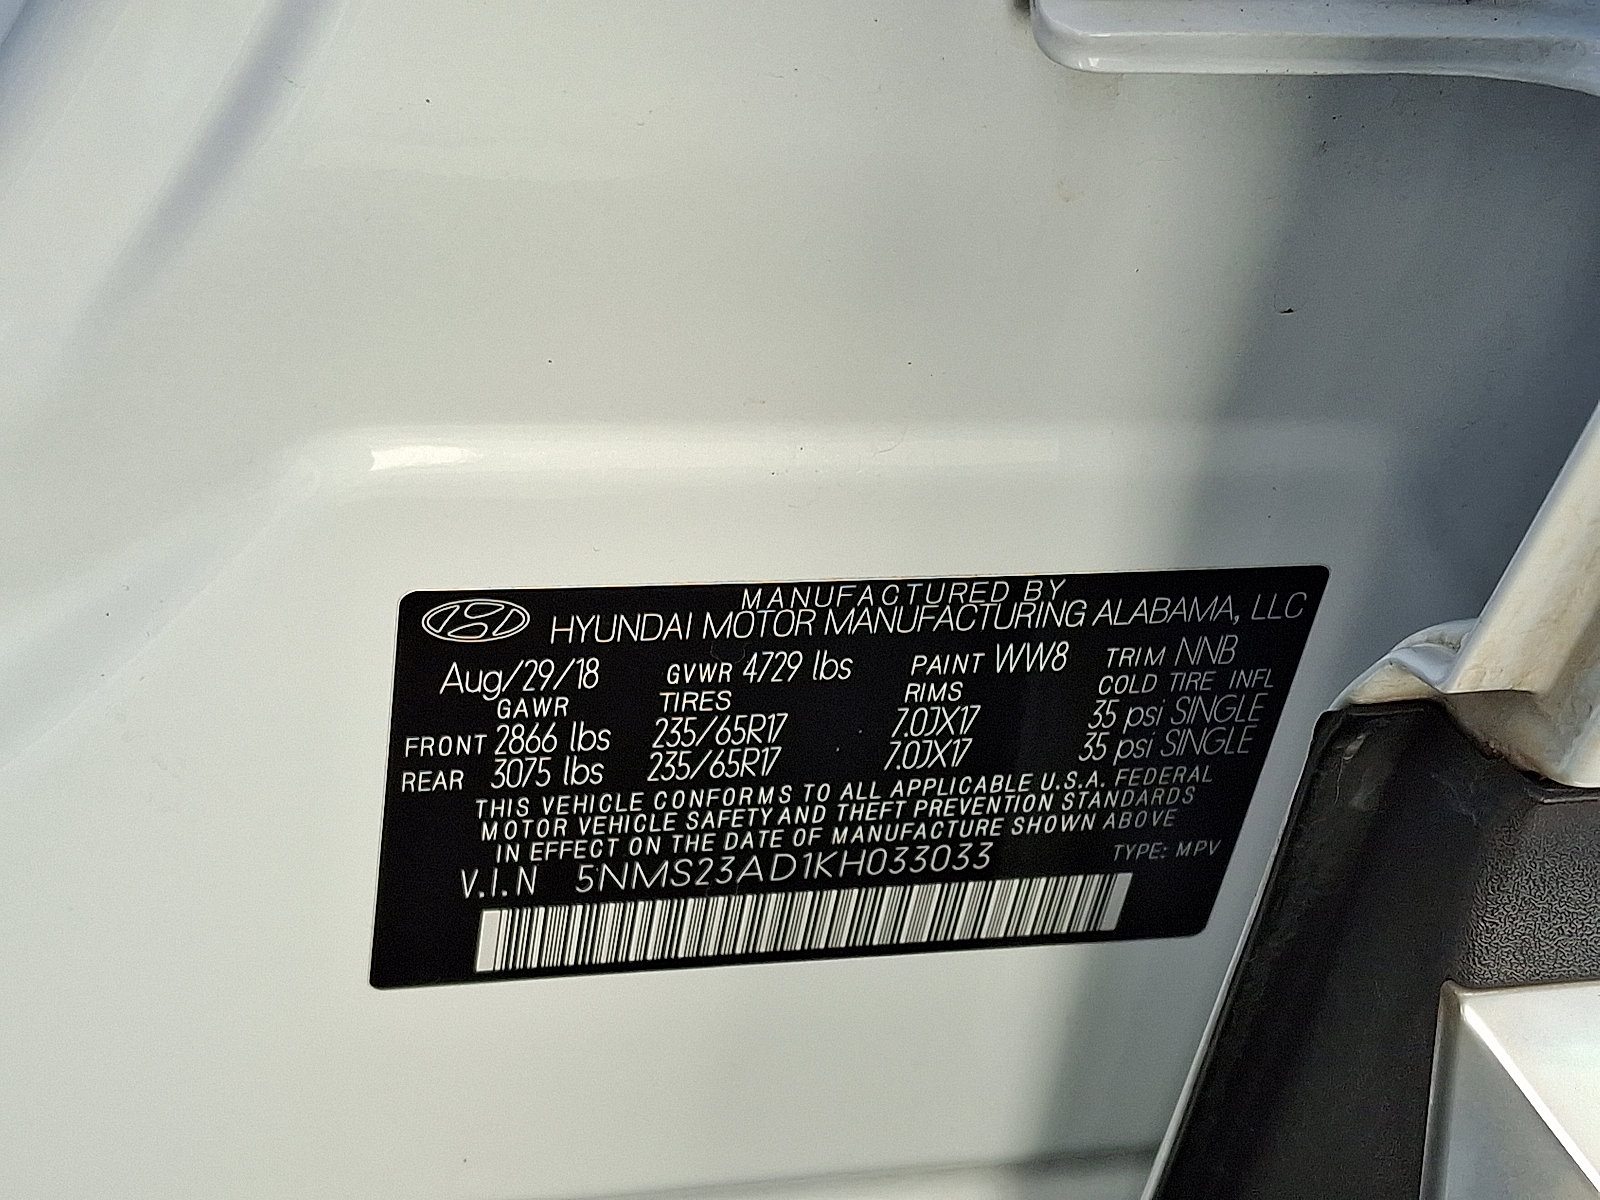 MANUFACTURED BY
HYUNDAI MOTOR MANUFACTURING ALABAMA, LLC
Aug/29/18 GVWR 4729 lbs PAINT WW8 TRIM NNB
GAWR TIRES RIMS COLD TIRE INFL
FRONT 2866 lbs 235/65R17 7.0JX17 35 psi SINGLE
REAR 3075 lbs 235/65R17 7.0JX17 35 psi SINGLE
THIS VEHICLE CONFORMS TO ALL APPLICABLE U.S.A. FEDERAL
MOTOR VEHICLE SAFETY AND THEFT PREVENTION STANDARDS
IN EFFECT ON THE DATE OF MANUFACTURE SHOWN ABOVE
V.I.N 5NMS23AD1KH033033 TYPE: MPV